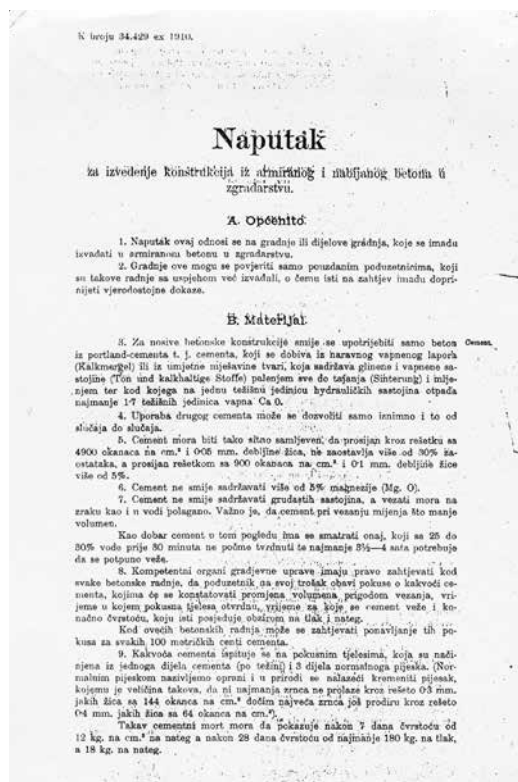 K broju 34.429 ex 1910.
Naputak
za izvedenje konstrukcija iz armiranog i nabijanog betona u
zgradarstvu.
A. Općenito.
1. Naputak ovaj odnosi se na gradnje ili dijelove gradnja, koje se imadu
izvadati u armiranom betonu u zgradarstvu.
2. Gradnje ove mogu se povjeriti samo pouzdanim poduzetnicima, koji
su takove radnje sa uspjehom već izvadali, o čemu isti na zahtjev imadu dopri-
nijeti vjerodostojne dokaze.
B. Materijal.
3. Za nosive betonske konstrukcije smije se upotrijebiti samo beton
Cement.
iz portland-cementa t. j. cementa, koji se dobiva iz naravnog vapnenog lapora
(Kalkmergel) ili iz umjetne mješavine tvari, koja sadržava glinene i vapnene sa-
stojine (Ton und kalkhaltige Stoffe) paljenjem sve do taljenja (Sinterung) i mlje-
njem ter kod kojega na jednu težišnu jedinicu hydrauličkih sastojina otpada
najmanje 1·7 težišnih jedinica vapna Ca 0.
4. Uporaba drugog cementa može se dozvoliti samo iznimno i to od
slučaja do slučaja.
5. Cement mora biti tako sitno samljeven, da prosijan kroz rešetku sa
4900 okanaca na cm.² i 0·05 mm. debljine žica, ne zaostavlja više od 30% za-
ostataka, a prosijan rešetkom sa 900 okanaca na cm.² i 0·1 mm. debljine žice
više od 5%.
6. Cement ne smije sadržavati više od 5% magnezije (Mg. O).
7. Cement ne smije sadržavati grudastih sastojina, a vezati mora na
zraku kao i u vodi polagano. Važno je, da cement pri vezanju mijenja što manje
volumen.
Kao dobar cement u tom pogledu ima se smatrati onaj, koji sa 25 do
30% vode prije 30 minuta ne počme tvrdnuti te najmanje 3½—4 sata potrebuje
da se potpuno veže.
8. Kompetentni organi gradjevne uprave imaju pravo zahtjevati kod
svake betonske radnje, da poduzetnik na svoj trošak obavi pokuse o kakvoći ce-
menta, kojima će se konstatovati promjena volumena prigodom vezanja, vri-
jeme u kojem pokusna tjelesa otvrdnu, vrijeme za koje se cement veže i ko-
načno čvrstoću, koju isti posjeduje obzirom na tlak i nateg.
Kod ovećih betonskih radnja može se zahtjevati ponavljanje tih po-
kusa za svakih 100 metričkih centi cementa.
9. Kakvoća cementa ispituje se na pokusnim tjelesima, koja su nači-
njena iz jednoga dijela cementa (po težini) i 3 dijela normalnoga pijeska. (Nor-
malnim pijeskom nazivljemo oprani i u prirodi se nalazeći kremeniti pijesak,
kojemu je veličina takova, da ni najmanja zrnca ne prolaze kroz rešeto 0·3 mm.
jakih žica sa 144 okanca na cm.² dočim najveća zrnca još prodiru kroz rešeto
0·4 mm. jakih žica sa 64 okanca na cm.²).
Takav cementni mort mora da pokazuje nakon 7 dana čvrstoću od
12 kg. na cm.² na nateg a nakon 28 dana čvrstoću od najmanje 180 kg. na tlak,
a 18 kg. na nateg.